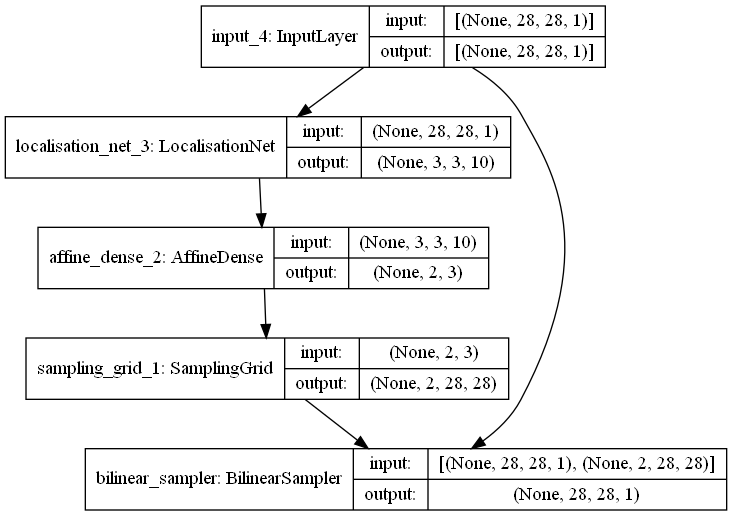 input_4: InputLayer
input:
[(None, 28, 28, 1)]
output:
[(None, 28, 28, 1)]
localisation_net_3: LocalisationNet
input:
(None, 28, 28, 1)
output:
(None, 3, 3, 10)
affine_dense_2: AffineDense
input:
(None, 3, 3, 10)
output:
(None, 2, 3)
sampling_grid_1: SamplingGrid
input:
(None, 2, 3)
output:
(None, 2, 28, 28)
bilinear_sampler: BilinearSampler
input:
[(None, 28, 28, 1), (None, 2, 28, 28)]
output:
(None, 28, 28, 1)